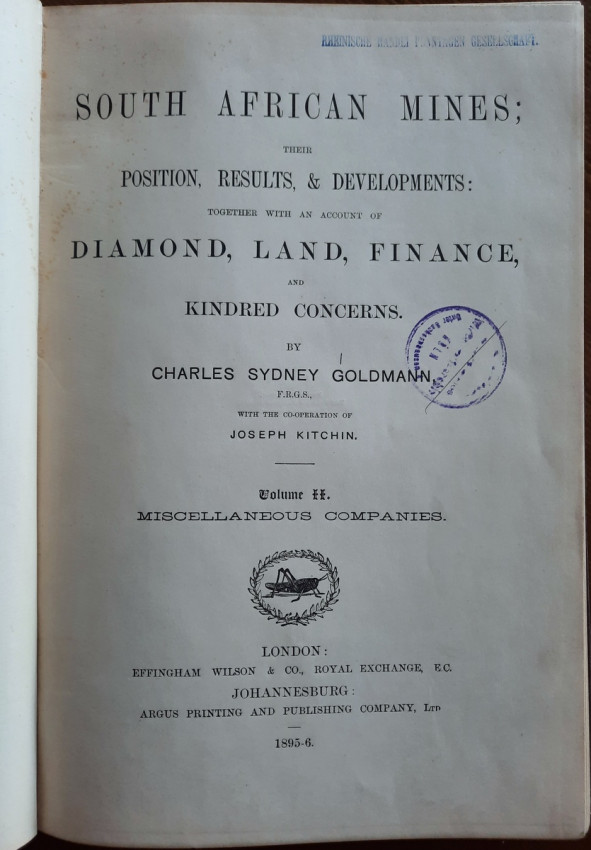 RHEINISCHE HANDEI PLANTAGEN GESELLSCHAFT.
SOUTH AFRICAN MINES;
THEIR
POSITION, RESULTS, & DEVELOPMENTS:
TOGETHER WITH AN ACCOUNT OF
DIAMOND, LAND, FINANCE,
AND
KINDRED CONCERNS.
BY
CHARLES SYDNEY GOLDMANN,
F.R.G.S.,
WITH THE CO-OPERATION OF
JOSEPH KITCHIN.
Volume II.
MISCELLANEOUS COMPANIES.
LONDON:
EFFINGHAM WILSON & CO., ROYAL EXCHANGE, E.C.
JOHANNESBURG:
ARGUS PRINTING AND PUBLISHING COMPANY, LTD
1895-6.